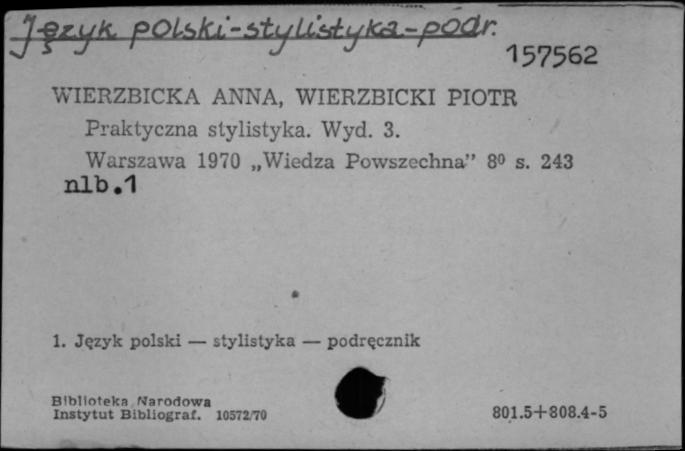 Język polski-stylistyka-podr.
157562
WIERZBICKA ANNA, WIERZBICKI PIOTR
Praktyczna stylistyka. Wyd. 3.
Warszawa 1970 „Wiedza Powszechna” 8⁰ s. 243
nlb.1
1. Język polski — stylistyka — podręcznik
Biblioteka Narodowa
Instytut Bibliograf. 10572/70
801.5+808.4-5